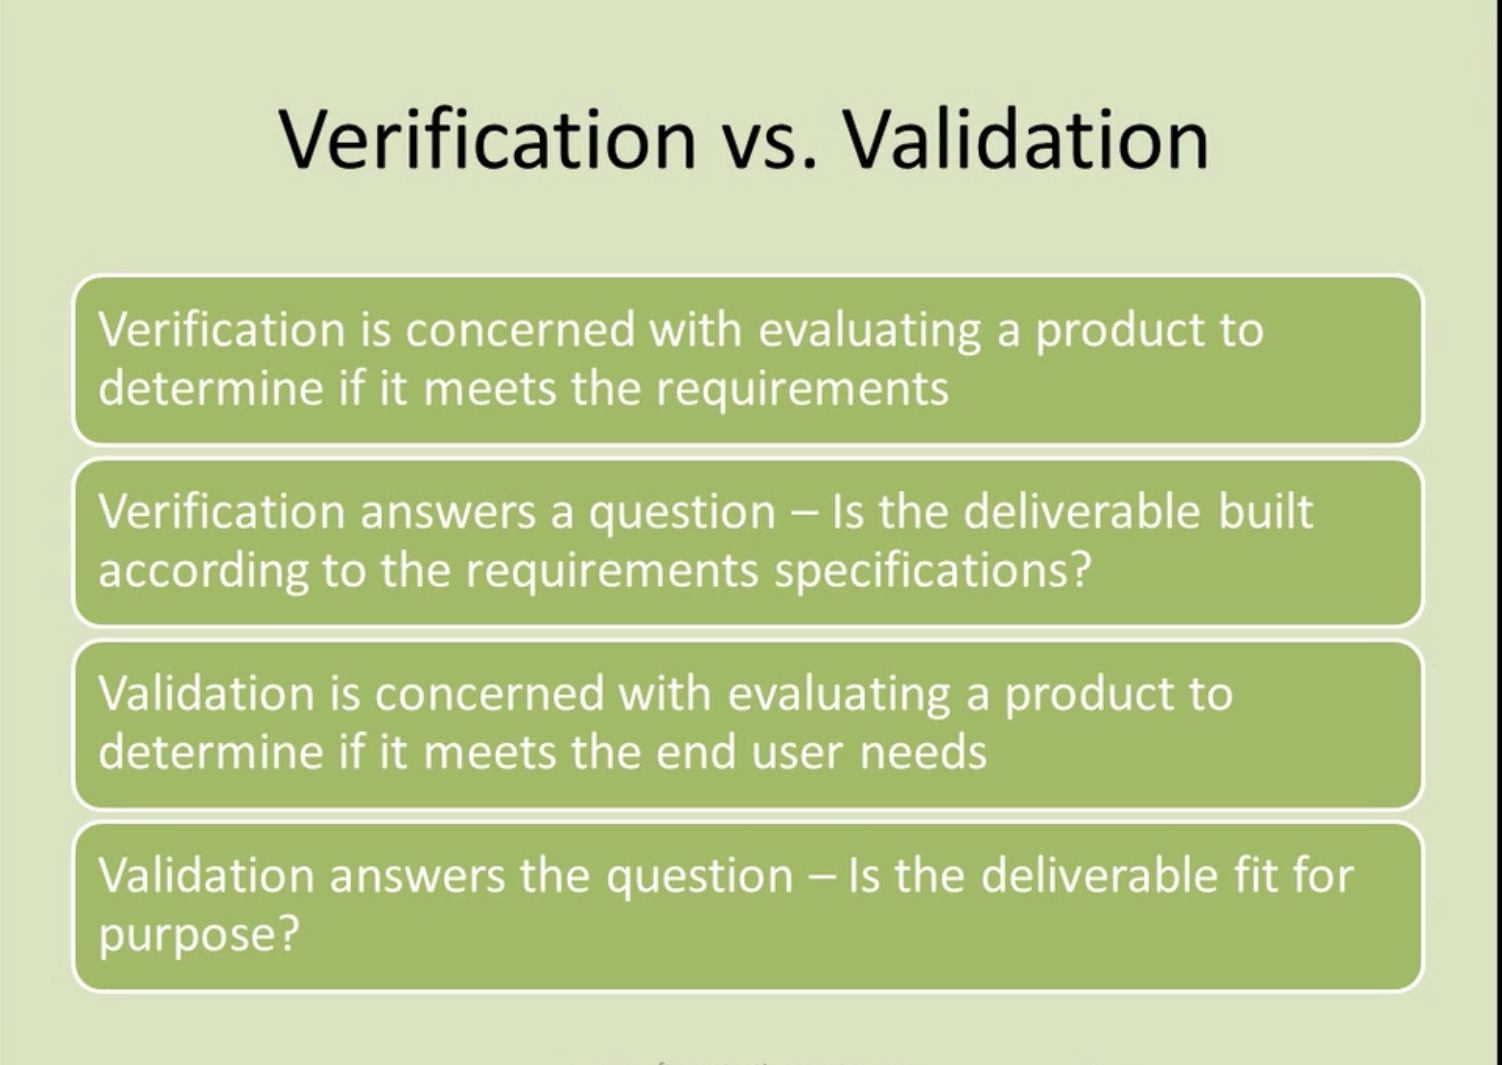 Verification vs. Validation
Verification is concerned with evaluating a product to
determine if it meets the requirements
Verification answers a question – Is the deliverable built
according to the requirements specifications?
Validation is concerned with evaluating a product to
determine if it meets the end user needs
Validation answers the question – Is the deliverable fit for
purpose?